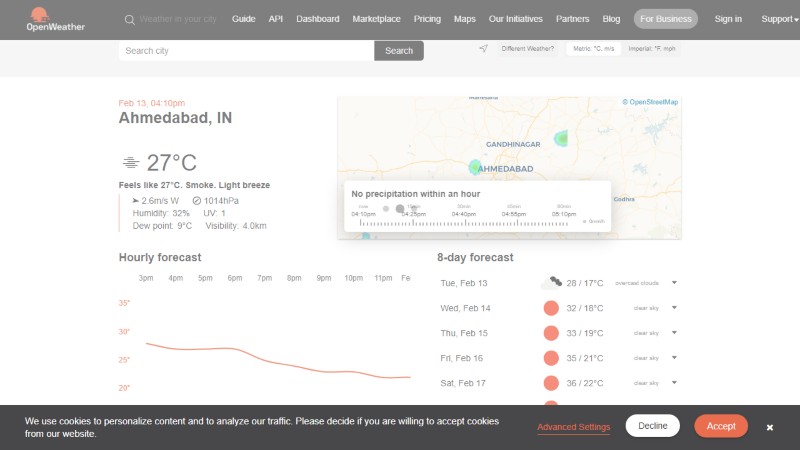 OpenWeather
Weather in your city
Guide
API
Dashboard
Marketplace
Pricing
Maps
Our Initiatives
Partners
Blog
For Business
Sign in
Support
Search city
Search
Different Weather?
Metric: °C, m/s
Imperial: °F, mph
Feb 13, 04:10pm
Ahmedabad, IN
27°C
Feels like 27°C. Smoke. Light breeze
2.6m/s W
1014hPa
Humidity: 32%
UV: 1
Dew point: 9°C
Visibility: 4.0km
© OpenStreetMap
GANDHINAGAR
AHMEDABAD
Godhra
No precipitation within an hour
now
30min
60min
04:10pm
04:25pm
04:40pm
04:55pm
05:10pm
Hourly forecast
3pm
4pm
5pm
6pm
7pm
8pm
9pm
10pm
11pm
Fe
35°
30°
25°
20°
8-day forecast
Tue, Feb 13
28 / 17°C
overcast clouds
Wed, Feb 14
32 / 18°C
clear sky
Thu, Feb 15
33 / 19°C
clear sky
Fri, Feb 16
35 / 21°C
clear sky
Sat, Feb 17
36 / 22°C
clear sky
We use cookies to personalize content and to analyze our traffic. Please decide if you are willing to accept cookies
from our website.
Advanced Settings
Decline
Accept